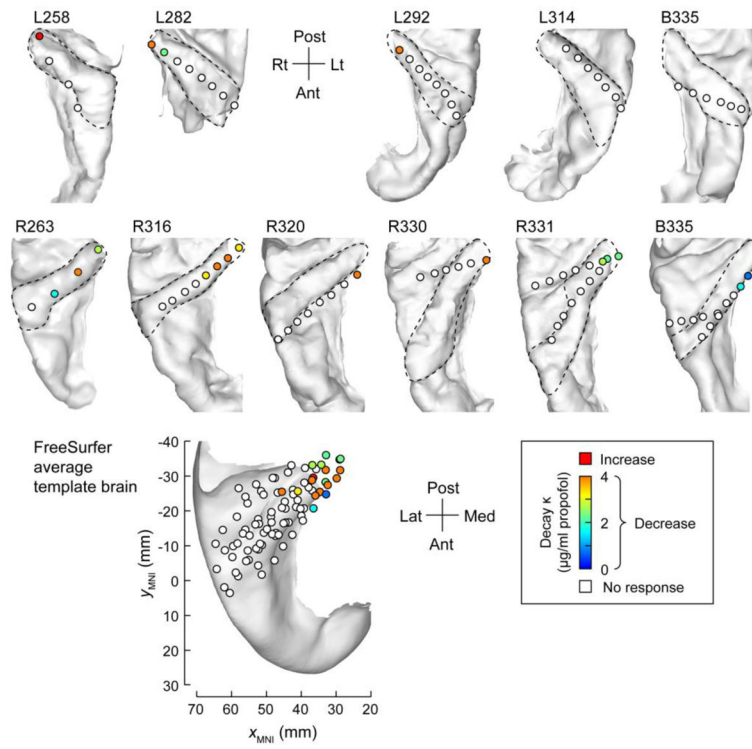 L258
L282
L292
L314
B335
Post
Rt Lt
Ant
R263
R316
R320
R330
R331
B335
FreeSurfer
average
template brain
-40
-30
-20
-10
0
10
20
30
y MNI (mm)
70 60 50 40 30 20
x MNI (mm)
Post
Lat Med
Ant
Increase
4
2
0
Decay κ
(μg/ml propofol)
Decrease
No response